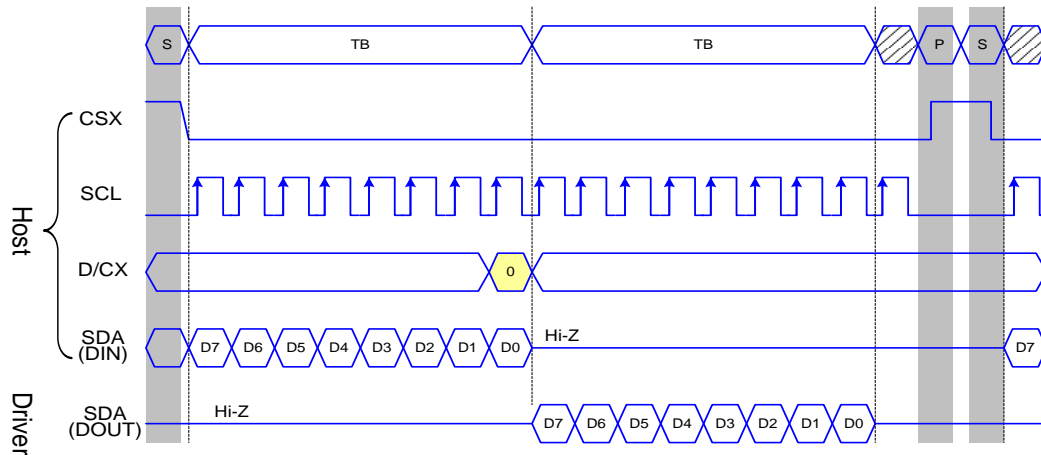 S TB TB P S
CSX
SCL
D/CX 0
SDA
(DIN) D7 D6 D5 D4 D3 D2 D1 D0 Hi-Z D7
SDA
(DOUT) Hi-Z D7 D6 D5 D4 D3 D2 D1 D0
Host
Driver